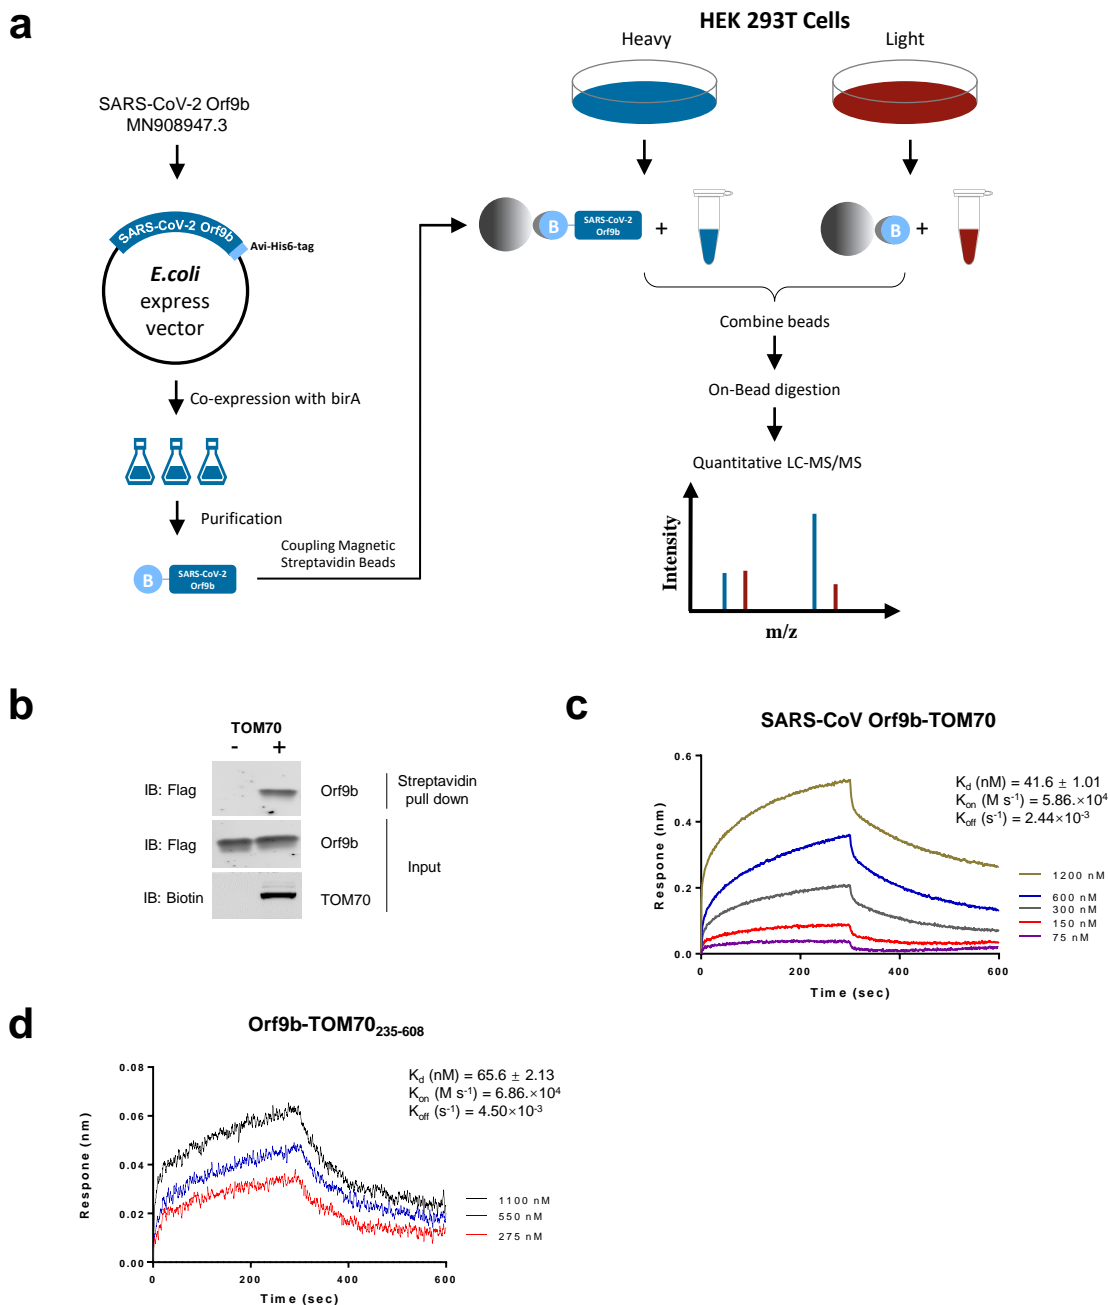 a
HEK 293T Cells
Heavy
Light
SARS-CoV-2 Orf9b
MN908947.3
SARS-CoV-2 Orf9b
Avi-His6-tag
E.coli
express
vector
Co-expression with birA
Purification
B
SARS-CoV-2
Orf9b
Coupling Magnetic
Streptavidin Beads
B
SARS-CoV-2
Orf9b
+
B
+
Combine beads
On-Bead digestion
Quantitative LC-MS/MS
Intensity
m/z
b
TOM70
- +
IB: Flag
Orf9b
Streptavidin
pull down
IB: Flag
Orf9b
Input
IB: Biotin
TOM70
c
SARS-CoV Orf9b-TOM70
Kd (nM) = 41.6 ± 1.01
Kon (M s-1) = 5.86.×10⁴
Koff (s-1) = 2.44×10-3
Respone (nm)
0.6
0.4
0.2
0.0
0
200
400
600
Time (sec)
1200 nM
600 nM
300 nM
150 nM
75 nM
d
Orf9b-TOM70235-608
Kd (nM) = 65.6 ± 2.13
Kon (M s-1) = 6.86.×10⁴
Koff (s-1) = 4.50×10-3
Respone (nm)
0.08
0.06
0.04
0.02
0.00
0
200
400
600
Time (sec)
1100 nM
550 nM
275 nM